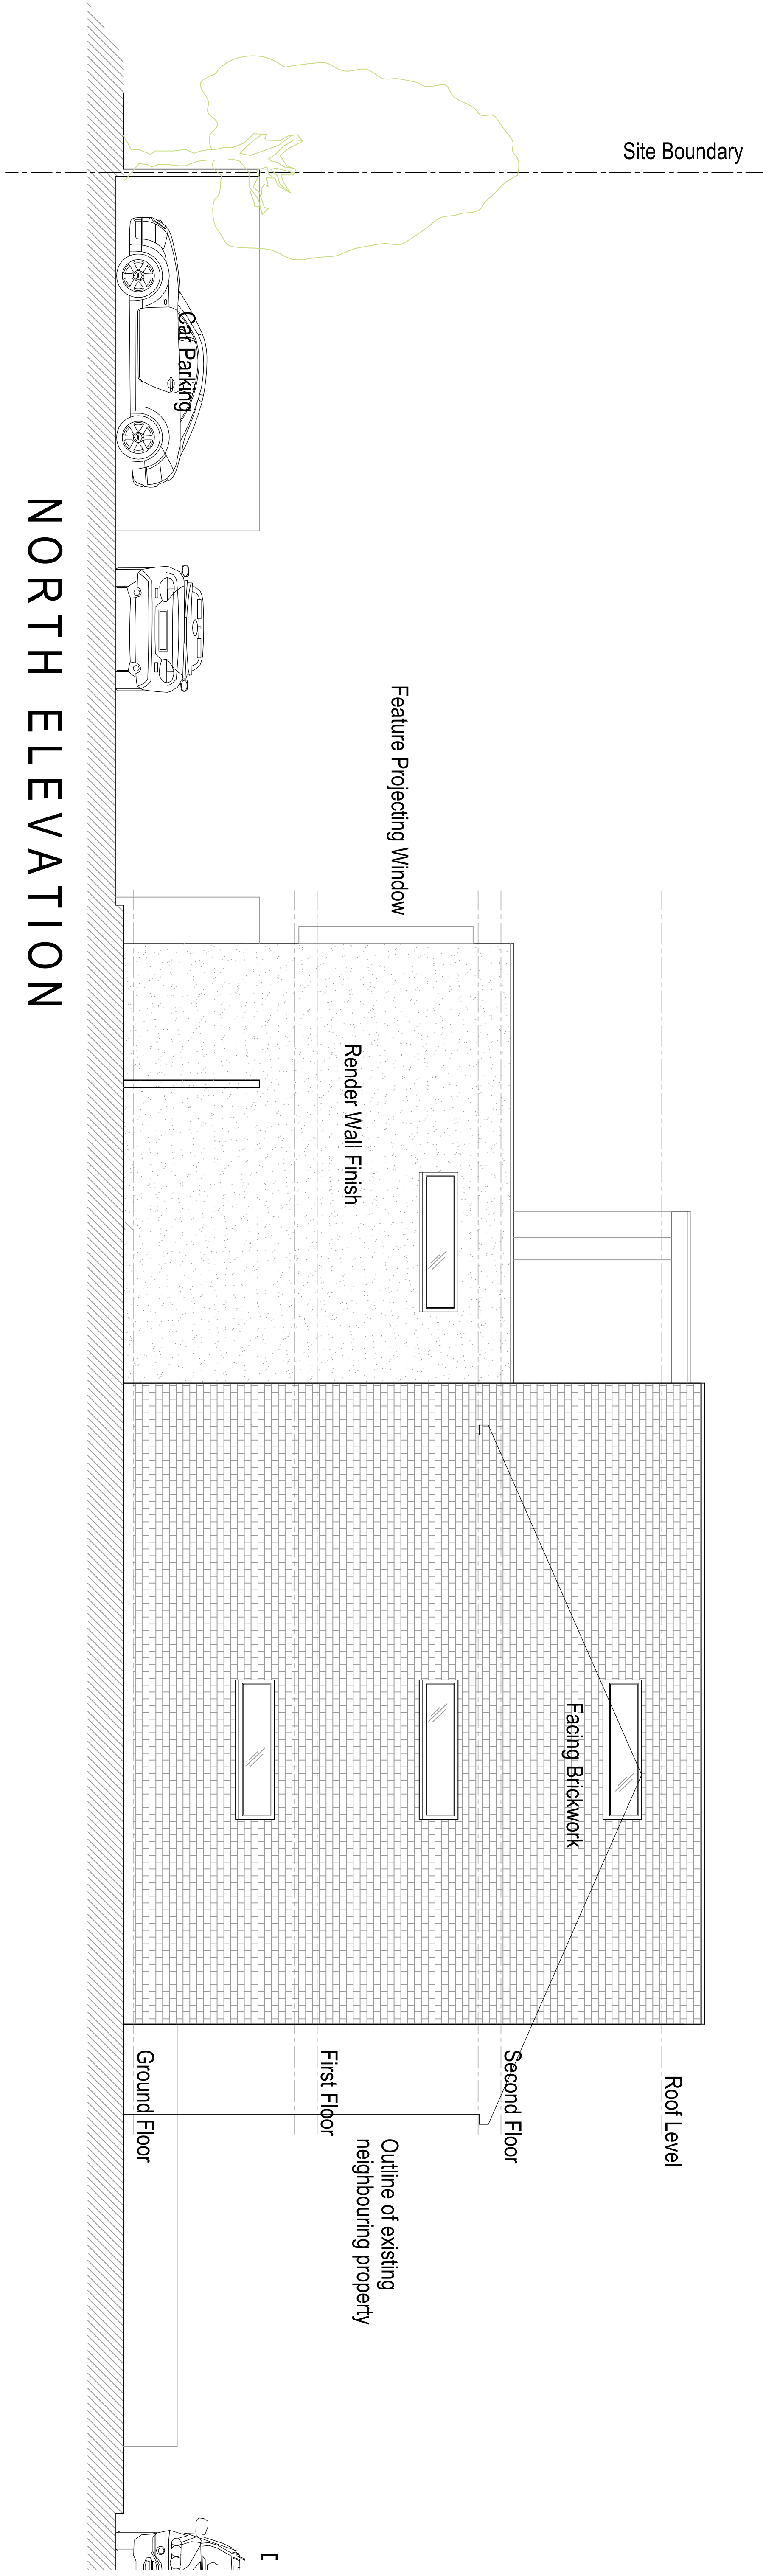 Site Boundary
Car Parking
Feature Projecting Window
Render Wall Finish
Facing Brickwork
Roof Level
Second Floor
First Floor
Ground Floor
Outline of existing
neighbouring property
NORTH ELEVATION